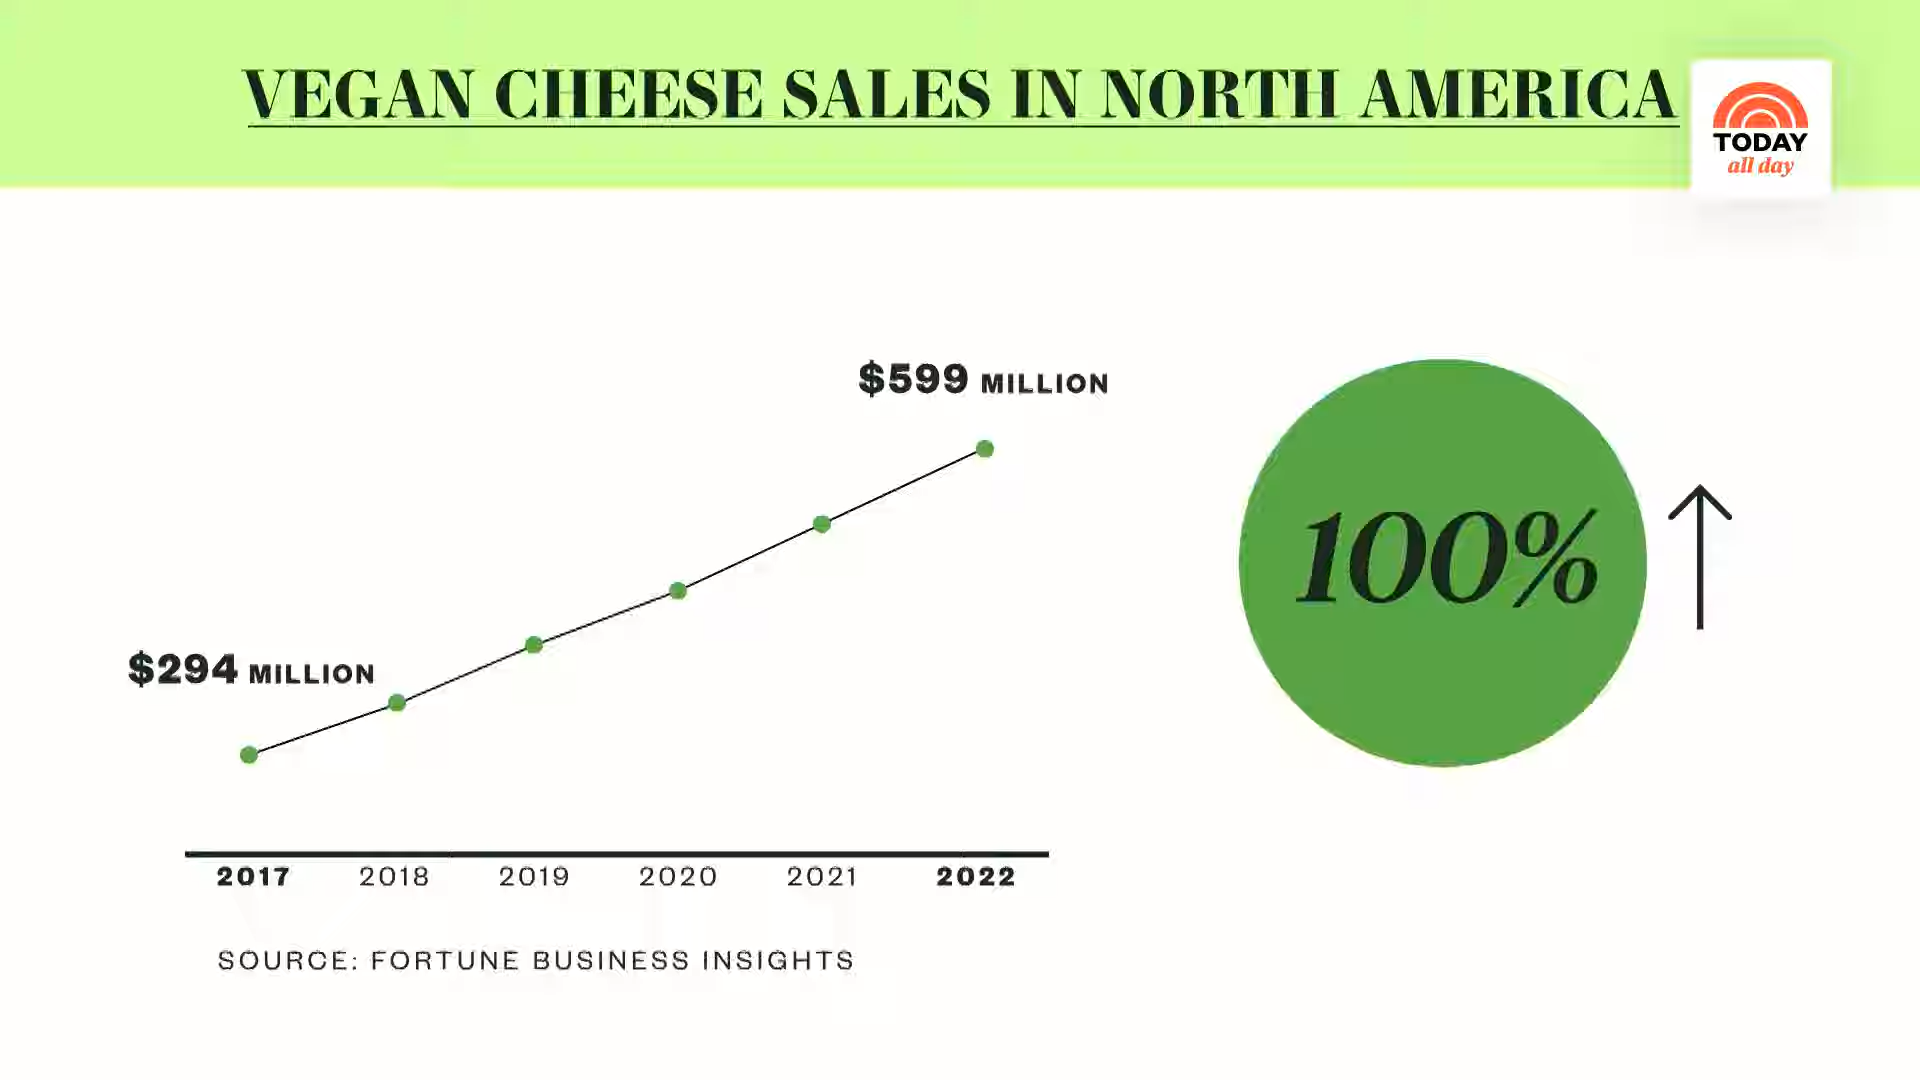 VEGAN CHEESE SALES IN NORTH AMERICA
TODAY
all day
$599 MILLION
$294 MILLION
100%
2017 2018 2019 2020 2021 2022
SOURCE: FORTUNE BUSINESS INSIGHTS